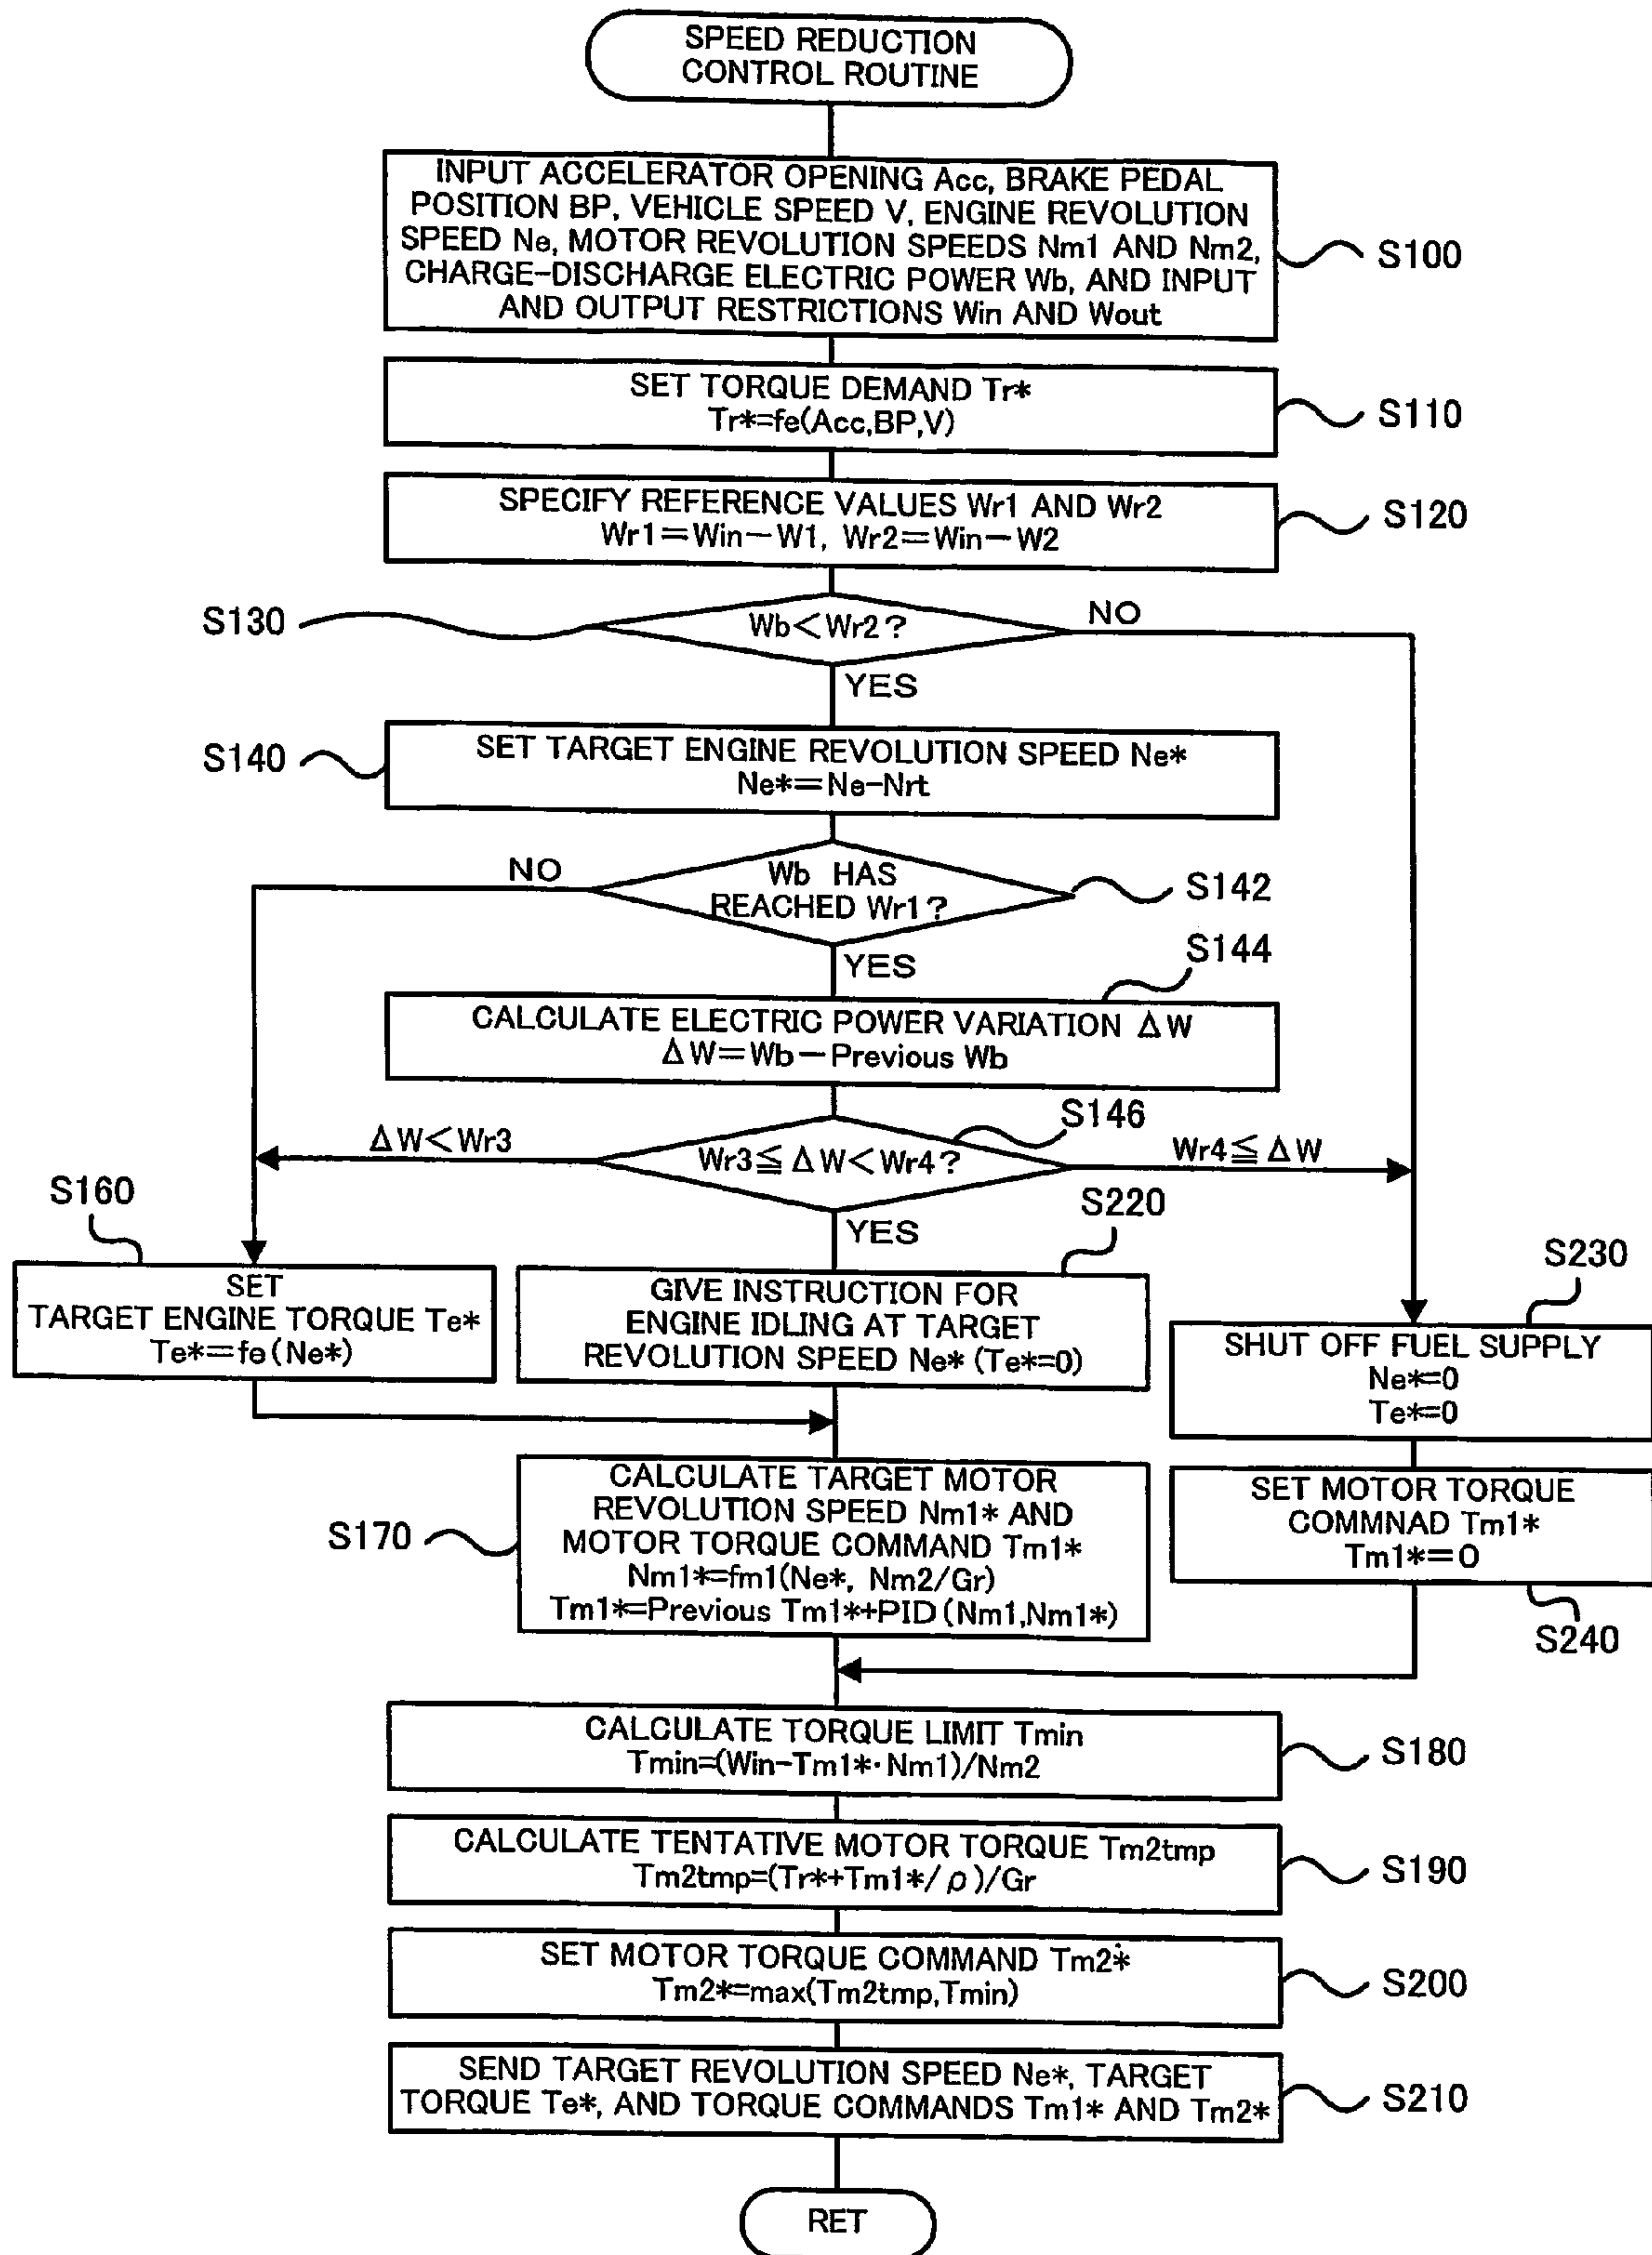 SPEED REDUCTION
CONTROL ROUTINE
INPUT ACCELERATOR OPENING Acc, BRAKE PEDAL
POSITION BP, VEHICLE SPEED V, ENGINE REVOLUTION
SPEED Ne, MOTOR REVOLUTION SPEEDS Nm1 AND Nm2,
CHARGE-DISCHARGE ELECTRIC POWER Wb, AND INPUT
AND OUTPUT RESTRICTIONS Win AND Wout
S100
SET TORQUE DEMAND Tr*
Tr*=fe(Acc,BP,V)
S110
SPECIFY REFERENCE VALUES Wr1 AND Wr2
Wr1=Win-W1, Wr2=Win-W2
S120
S130
Wb<Wr2?
NO
YES
S140
SET TARGET ENGINE REVOLUTION SPEED Ne*
Ne*=Ne-Nrt
NO
Wb HAS
REACHED Wr1?
S142
YES
S144
CALCULATE ELECTRIC POWER VARIATION ΔW
ΔW=Wb-Previous Wb
S146
ΔW<Wr3
Wr3≦ΔW<Wr4?
Wr4≦ΔW
YES
S160
SET
TARGET ENGINE TORQUE Te*
Te*=fe(Ne*)
S220
GIVE INSTRUCTION FOR
ENGINE IDLING AT TARGET
REVOLUTION SPEED Ne* (Te*=0)
S230
SHUT OFF FUEL SUPPLY
Ne*=0
Te*=0
S170
CALCULATE TARGET MOTOR
REVOLUTION SPEED Nm1* AND
MOTOR TORQUE COMMAND Tm1*
Nm1*=fm1(Ne*, Nm2/Gr)
Tm1*=Previous Tm1*+PID(Nm1,Nm1*)
SET MOTOR TORQUE
COMMNAD Tm1*
Tm1*=0
S240
CALCULATE TORQUE LIMIT Tmin
Tmin=(Win-Tm1*·Nm1)/Nm2
S180
CALCULATE TENTATIVE MOTOR TORQUE Tm2tmp
Tm2tmp=(Tr*+Tm1*/ρ)/Gr
S190
SET MOTOR TORQUE COMMAND Tm2*
Tm2*=max(Tm2tmp,Tmin)
S200
SEND TARGET REVOLUTION SPEED Ne*, TARGET
TORQUE Te*, AND TORQUE COMMANDS Tm1* AND Tm2*
S210
RET